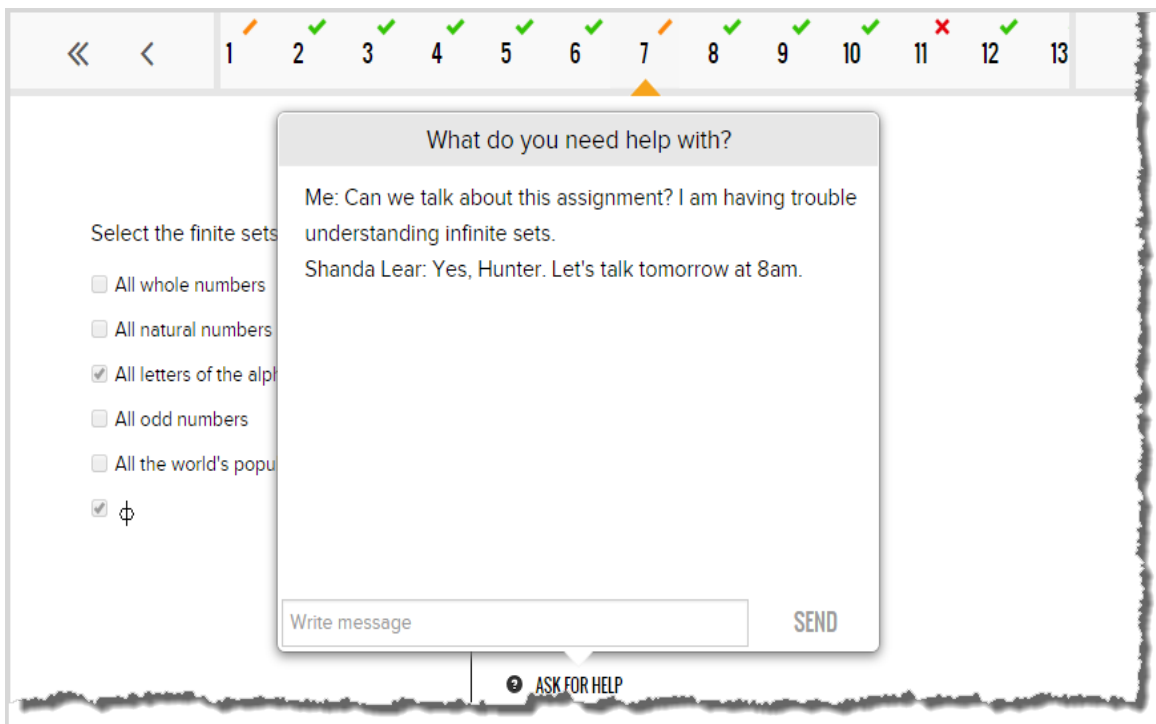 1 2 3 4 5 6 7 8 9 10 11 12 13
What do you need help with?
Me: Can we talk about this assignment? I am having trouble
understanding infinite sets.
Shanda Lear: Yes, Hunter. Let's talk tomorrow at 8am.
Select the finite sets
All whole numbers
All natural numbers
All letters of the alph
All odd numbers
All the world's popu
ϕ
Write message
SEND
ASK FOR HELP